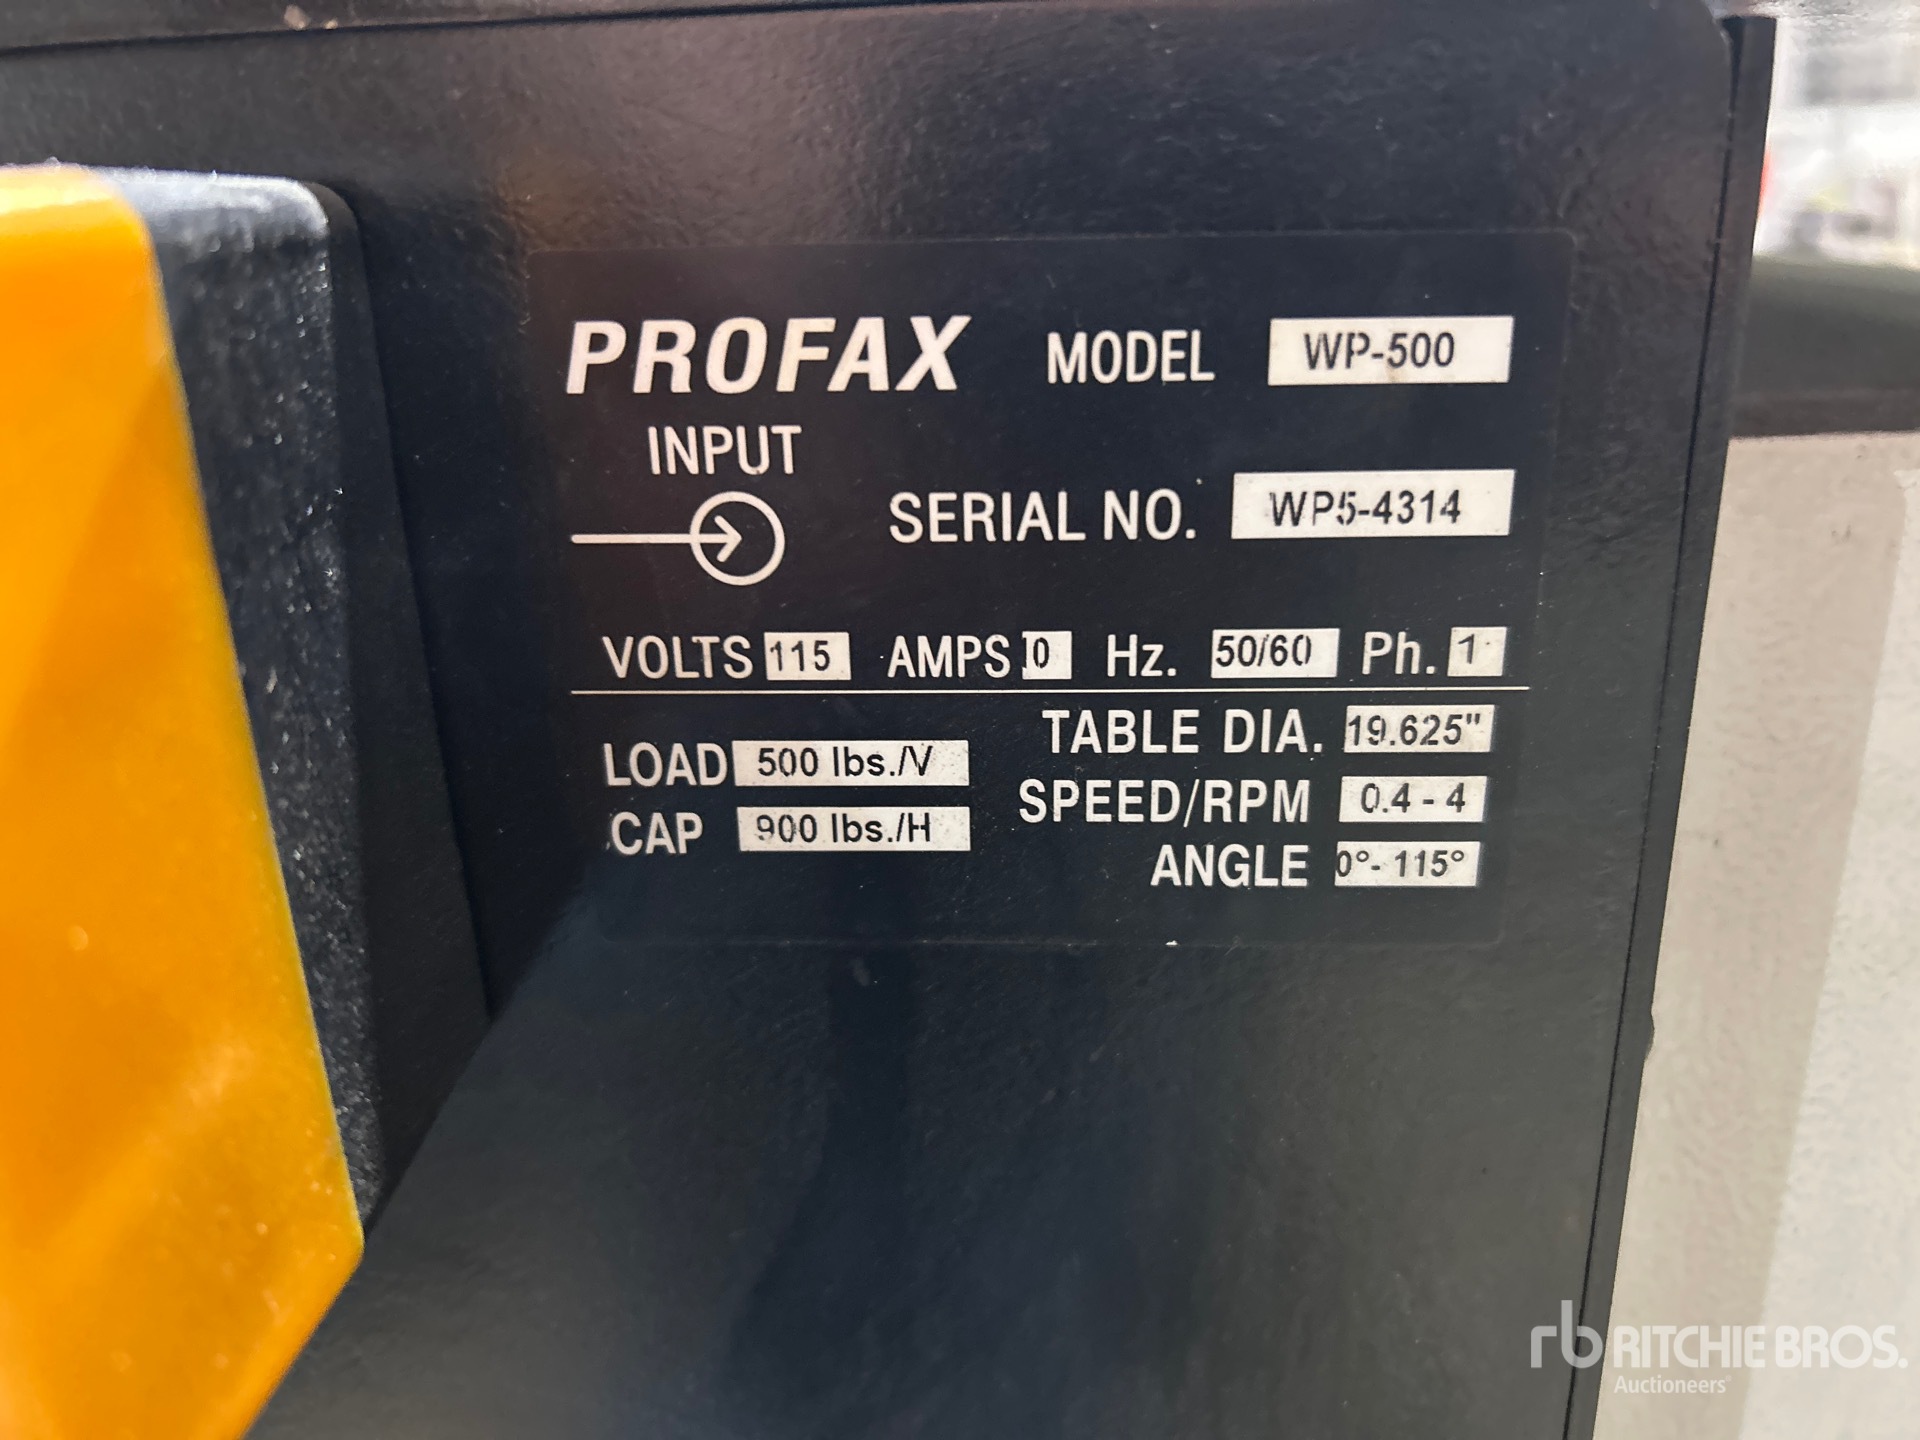 PROFAX MODEL WP-500
INPUT
SERIAL NO. WP5-4314
VOLTS 115 AMPS Hz. 50/60 Ph. 1
LOAD 500 lbs./V
CAP 900 lbs./H
TABLE DIA. 19.625"
SPEED/RPM 0.4 - 4
ANGLE 0°- 115°
rb RITCHIE BROS.
Auctioneers